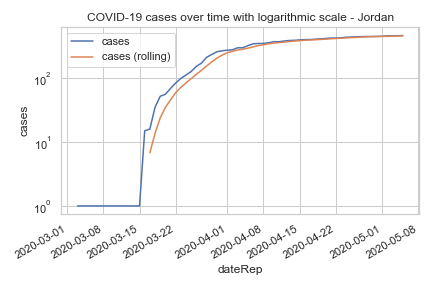 COVID-19 cases over time with logarithmic scale - Jordan
cases
cases (rolling)
10²
10¹
10⁰
cases
2020-03-01
2020-03-08
2020-03-15
2020-03-22
2020-04-01
2020-04-08
2020-04-15
2020-04-22
2020-05-01
2020-05-08
dateRep